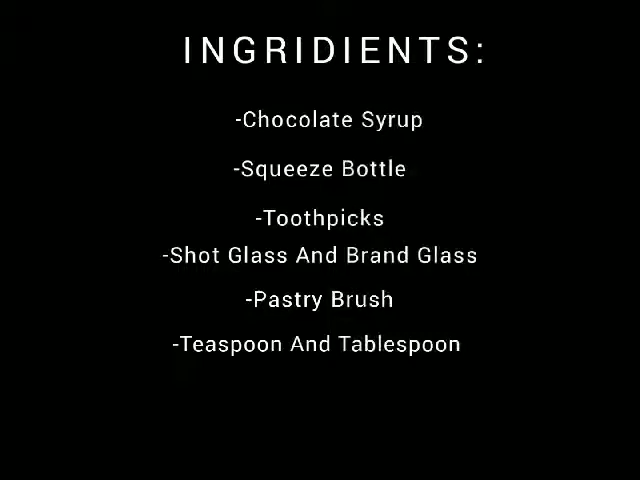 INGRIDIENTS:
-Chocolate Syrup
-Squeeze Bottle
-Toothpicks
-Shot Glass And Brand Glass
-Pastry Brush
-Teaspoon And Tablespoon